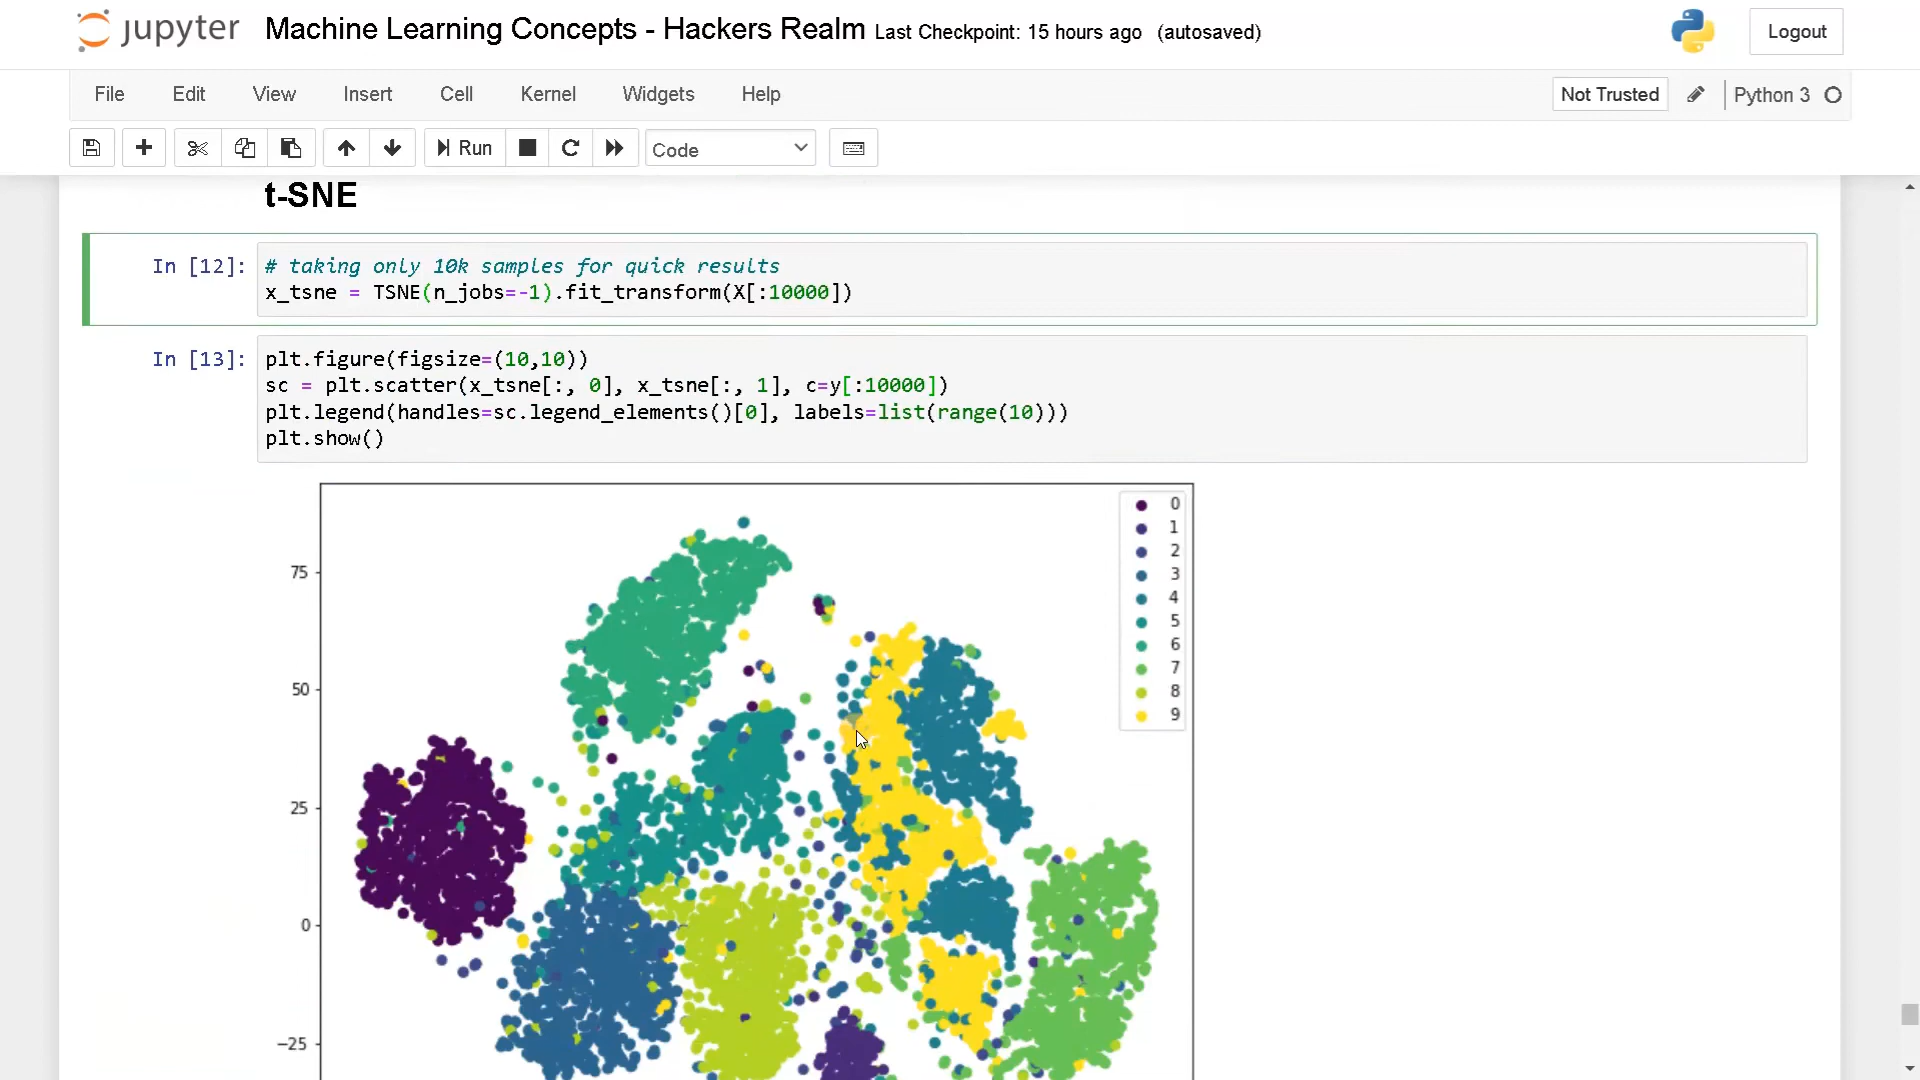 jupyter Machine Learning Concepts - Hackers Realm Last Checkpoint: 15 hours ago (autosaved) Logout
File Edit View Insert Cell Kernel Widgets Help Not Trusted Python 3
Run Code
t-SNE
In [12]: # taking only 10k samples for quick results
x_tsne = TSNE(n_jobs=-1).fit_transform(X[:10000])
In [13]: plt.figure(figsize=(10,10))
sc = plt.scatter(x_tsne[:, 0], x_tsne[:, 1], c=y[:10000])
plt.legend(handles=sc.legend_elements()[0], labels=list(range(10)))
plt.show()
0
1
2
3
4
5
6
7
8
9
75
50
25
0
−25